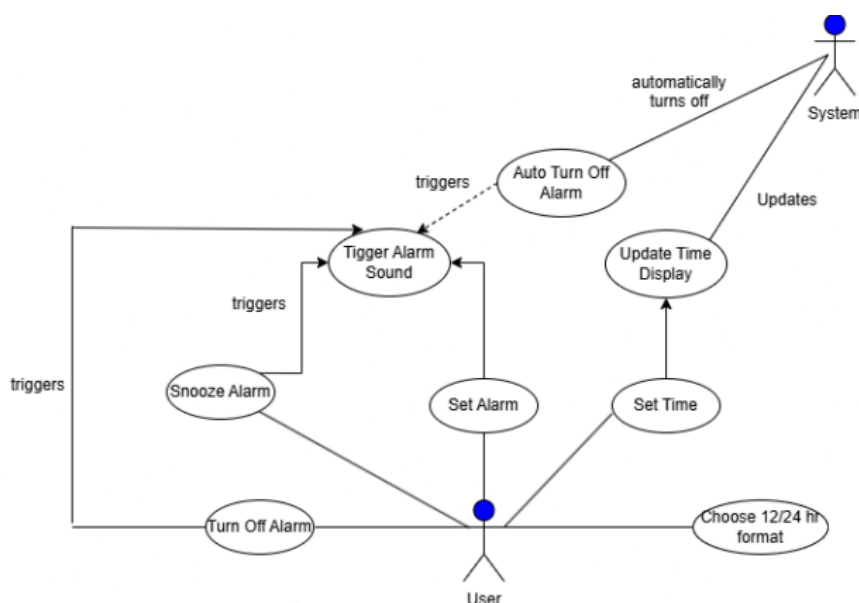 automatically
turns off
System
triggers
Auto Turn Off
Alarm
Updates
Tigger Alarm
Sound
Update Time
Display
triggers
triggers
Snooze Alarm
Set Alarm
Set Time
Turn Off Alarm
Choose 12/24 hr
format
User